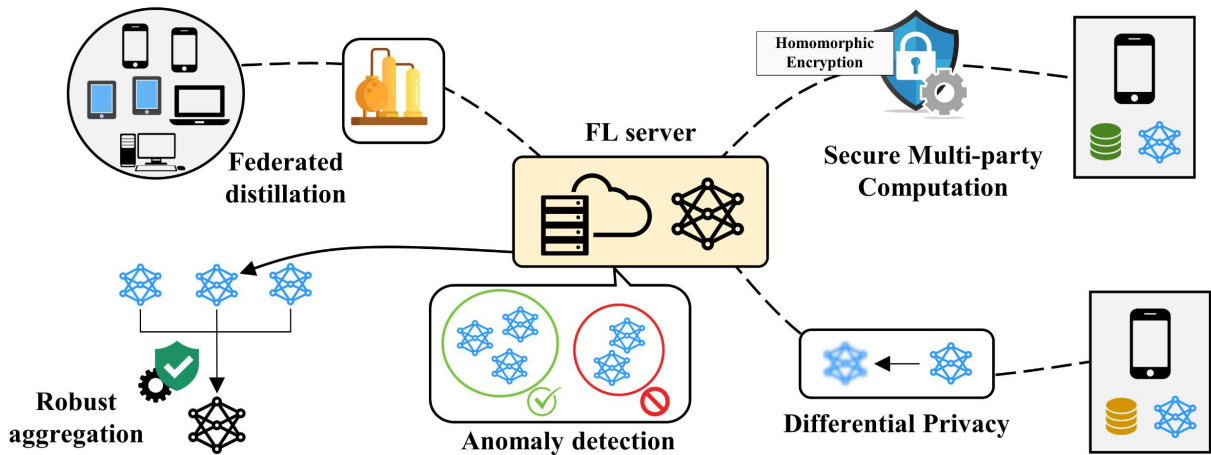 Homomorphic
Encryption
FL server
Federated
distillation
Secure Multi-party
Computation
Robust
aggregation
Anomaly detection
Differential Privacy